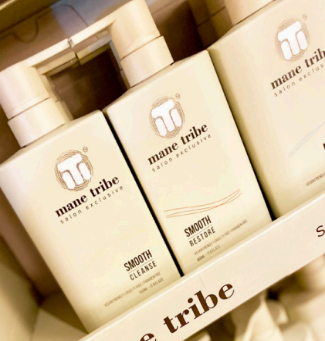 mane tribe
salon exclusive
SMOOTH
CLEANSE
mane tribe
salon exclusive
SMOOTH
RESTORE
mane tribe
salon exclusive
tribe